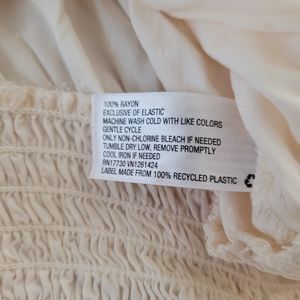 100% RAYON
EXCLUSIVE OF ELASTIC
MACHINE WASH COLD WITH LIKE COLORS
GENTLE CYCLE
ONLY NON-CHLORINE BLEACH IF NEEDED
TUMBLE DRY LOW, REMOVE PROMPTLY
COOL IRON IF NEEDED
RN17730 VN1261424
LABEL MADE FROM 100% RECYCLED PLASTIC